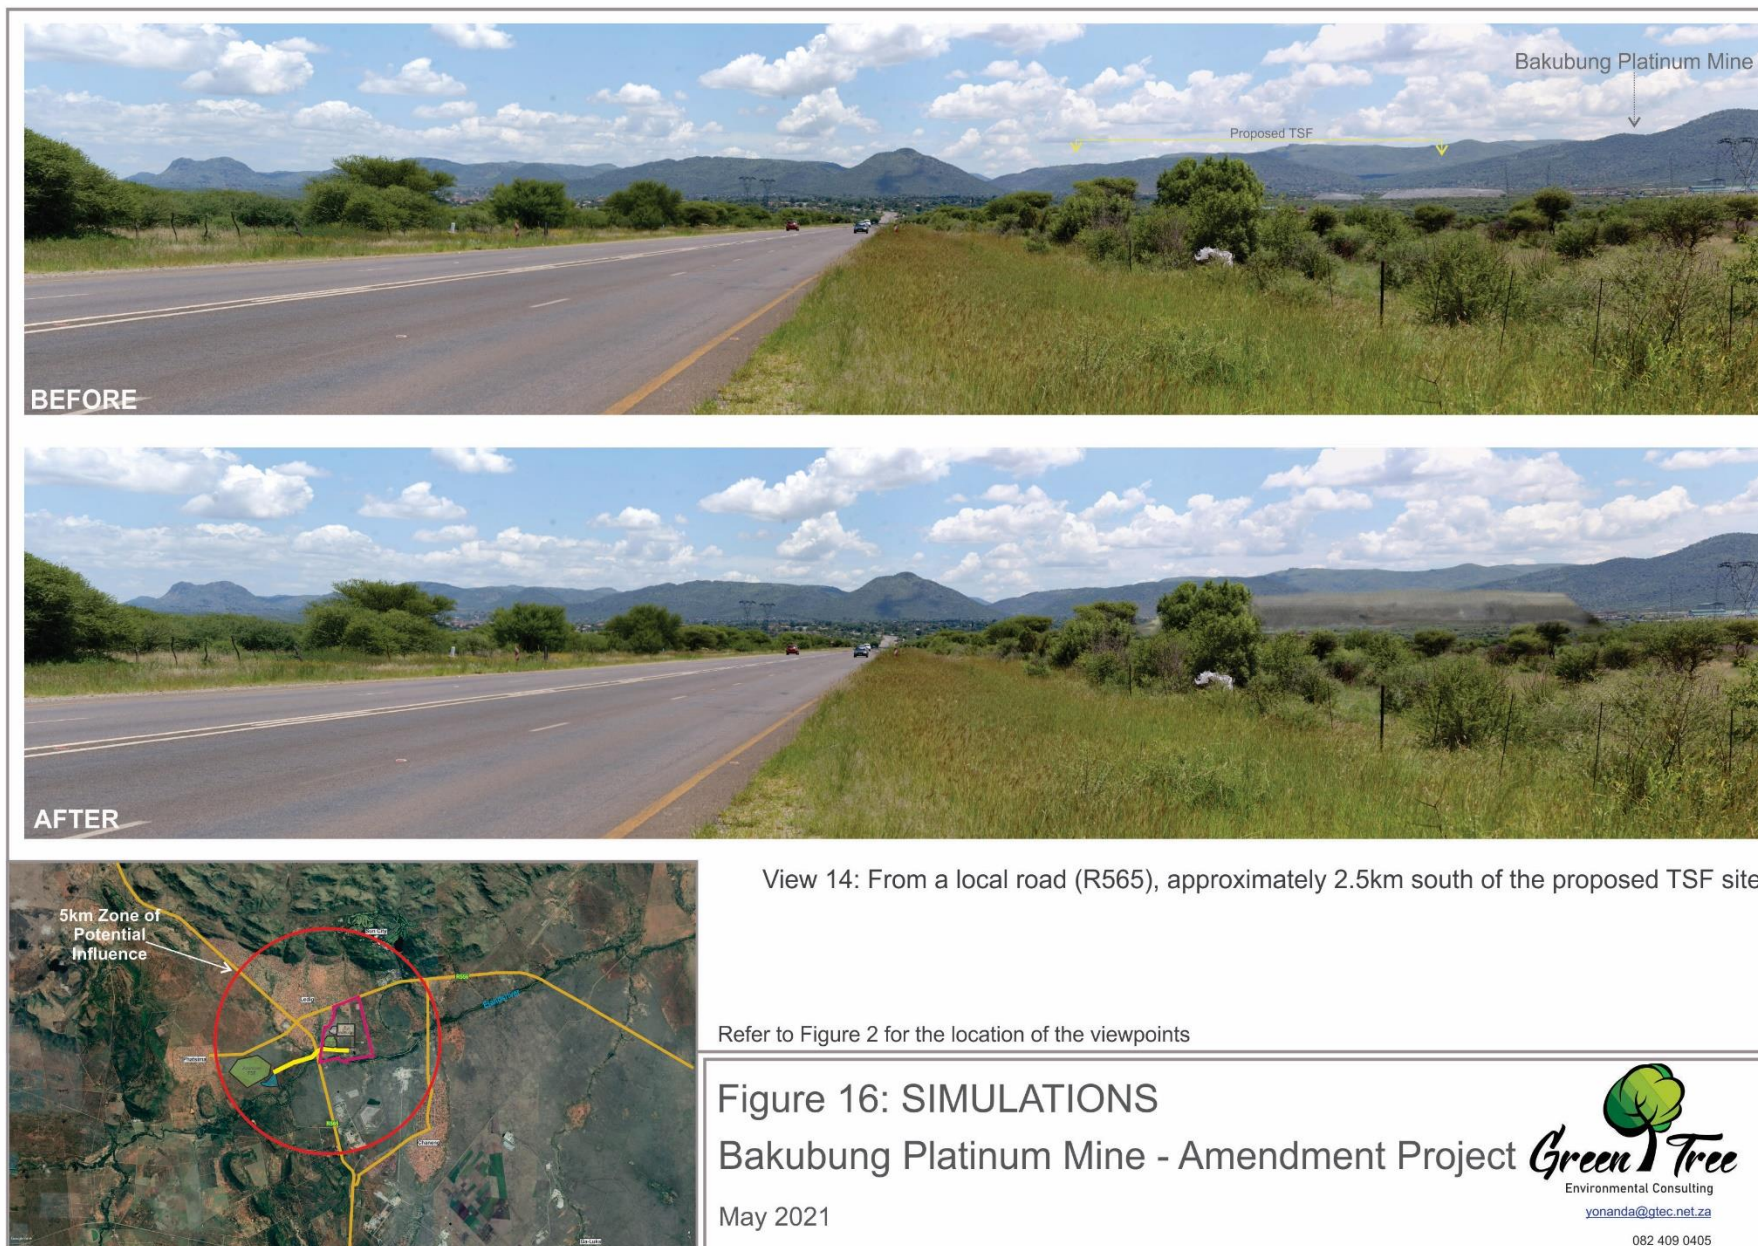 Bakubung Platinum Mine
Proposed TSF
BEFORE
AFTER
5km Zone of
Potential
Influence
View 14: From a local road (R565), approximately 2.5km south of the proposed TSF site
Refer to Figure 2 for the location of the viewpoints
Figure 16: SIMULATIONS
Bakubung Platinum Mine - Amendment Project
May 2021
Green Tree
Environmental Consulting
yonanda@gtec.net.za
082 409 0405